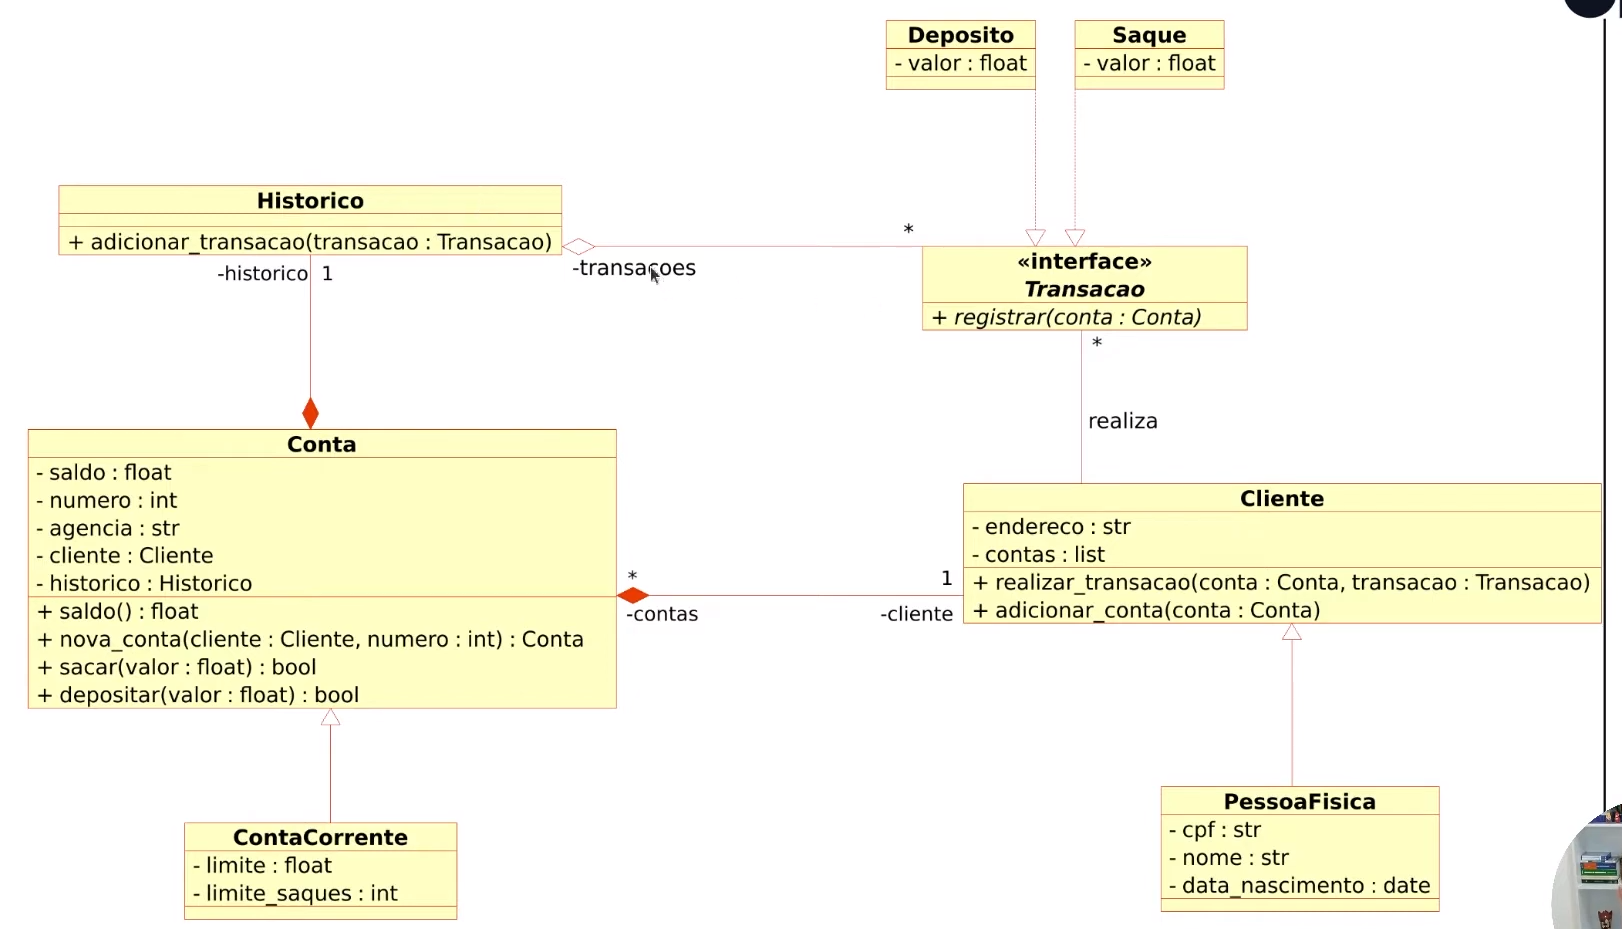 Deposito
- valor : float
Saque
- valor : float
Historico
+ adicionar_transacao(transacao : Transacao)
-historico
1
*
-transacoes
«interface»
Transacao
+ registrar(conta : Conta)
*
realiza
Conta
- saldo : float
- numero : int
- agencia : str
- cliente : Cliente
- historico : Historico
+ saldo() : float
+ nova_conta(cliente : Cliente, numero : int) : Conta
+ sacar(valor : float) : bool
+ depositar(valor : float) : bool
*
-contas
1
-cliente
Cliente
- endereco : str
- contas : list
+ realizar_transacao(conta : Conta, transacao : Transacao)
+ adicionar_conta(conta : Conta)
ContaCorrente
- limite : float
- limite_saques : int
PessoaFisica
- cpf : str
- nome : str
- data_nascimento : date